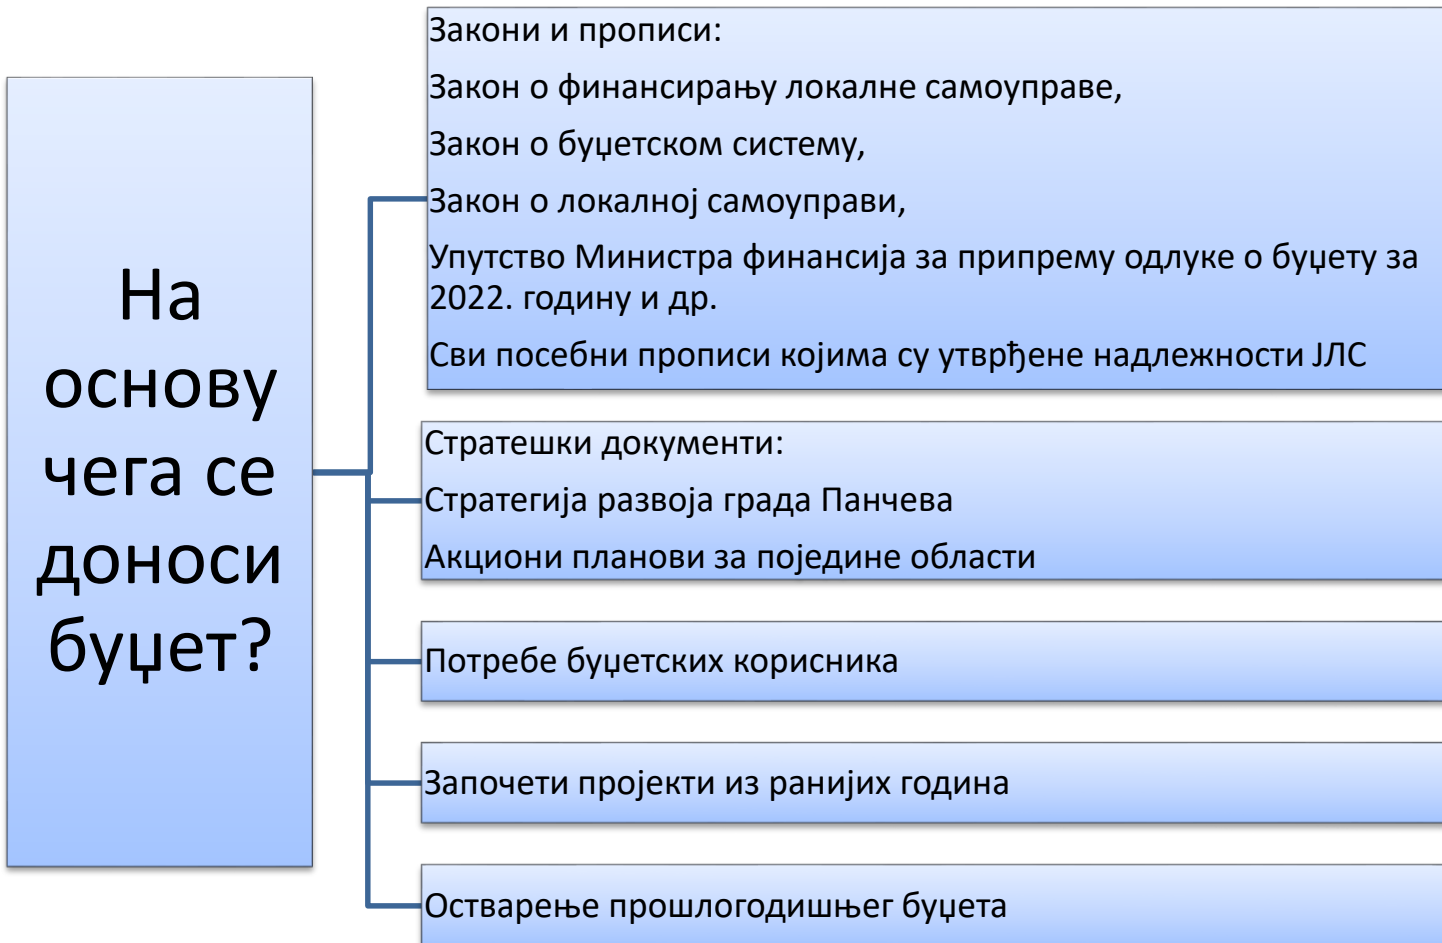 На
основу
чега се
доноси
буџет?
Закони и прописи:
Закон о финансирању локалне самоуправе,
Закон о буџетском систему,
Закон о локалној самоуправи,
Упутство Министра финансија за припрему одлуке о буџету за
2022. годину и др.
Сви посебни прописи којима су утврђене надлежности ЈЛС
Стратешки документи:
Стратегија развоја града Панчева
Акциони планови за поједине области
Потребе буџетских корисника
Започети пројекти из ранијих година
Остварење прошлогодишњег буџета